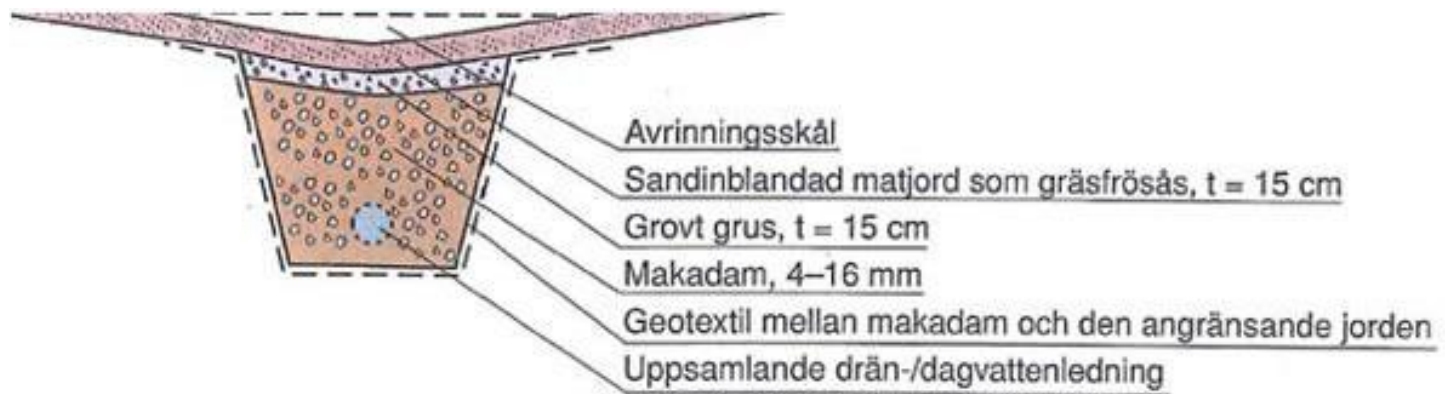 Avrinningsskål
Sandinblandad matjord som gräsfrösås, t = 15 cm
Grovt grus, t = 15 cm
Makadam, 4–16 mm
Geotextil mellan makadam och den angränsande jorden
Uppsamlande drän-/dagvattenledning